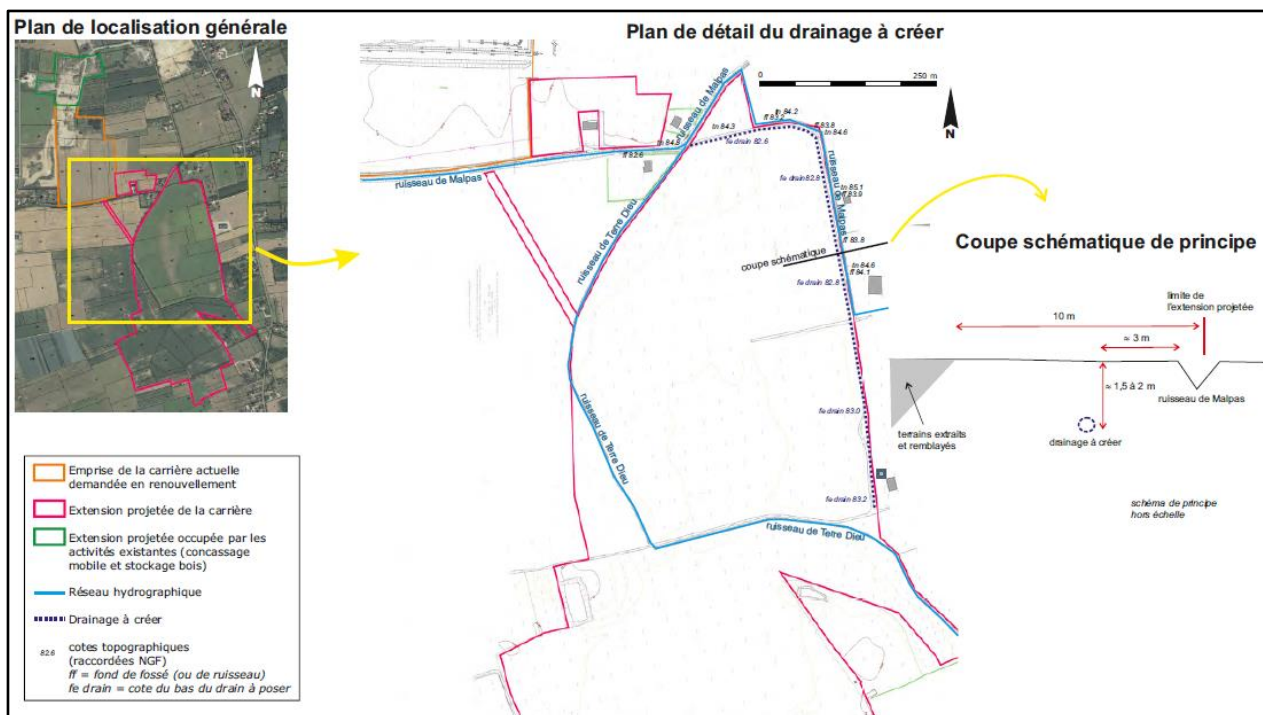 Plan de localisation générale
N
Plan de détail du drainage à créer
0
250 m
N
ruisseau de Malpas
tn 84.2
ff 83.2
tn 84.3
ff 83.8
tn 84.6
fe drain 82.6
ff 82.6
ruisseau de Malpas
fe drain 82.8
ruisseau de Malpas
tn 85.1
ff 83.9
ruisseau de Terre Dieu
ff 83.8
coupe schématique
tn 84.6
ff 84.1
fe drain 82.8
ruisseau de Terre Dieu
fe drain 83.0
fe drain 83.2
ruisseau de Terre Dieu
Coupe schématique de principe
limite de
l'extension projetée
10 m
≈ 3 m
≈ 1,5 à 2 m
ruisseau de Malpas
terrains extraits
et remblayés
drainage à créer
schéma de principe
hors échelle
Emprise de la carrière actuelle
demandée en renouvellement
Extension projetée de la carrière
Extension projetée occupée par les
activités existantes (concassage
mobile et stockage bois)
Réseau hydrographique
Drainage à créer
82.6
cotes topographiques
(raccordées NGF)
ff = fond de fossé (ou de ruisseau)
fe drain = cote du bas du drain à poser